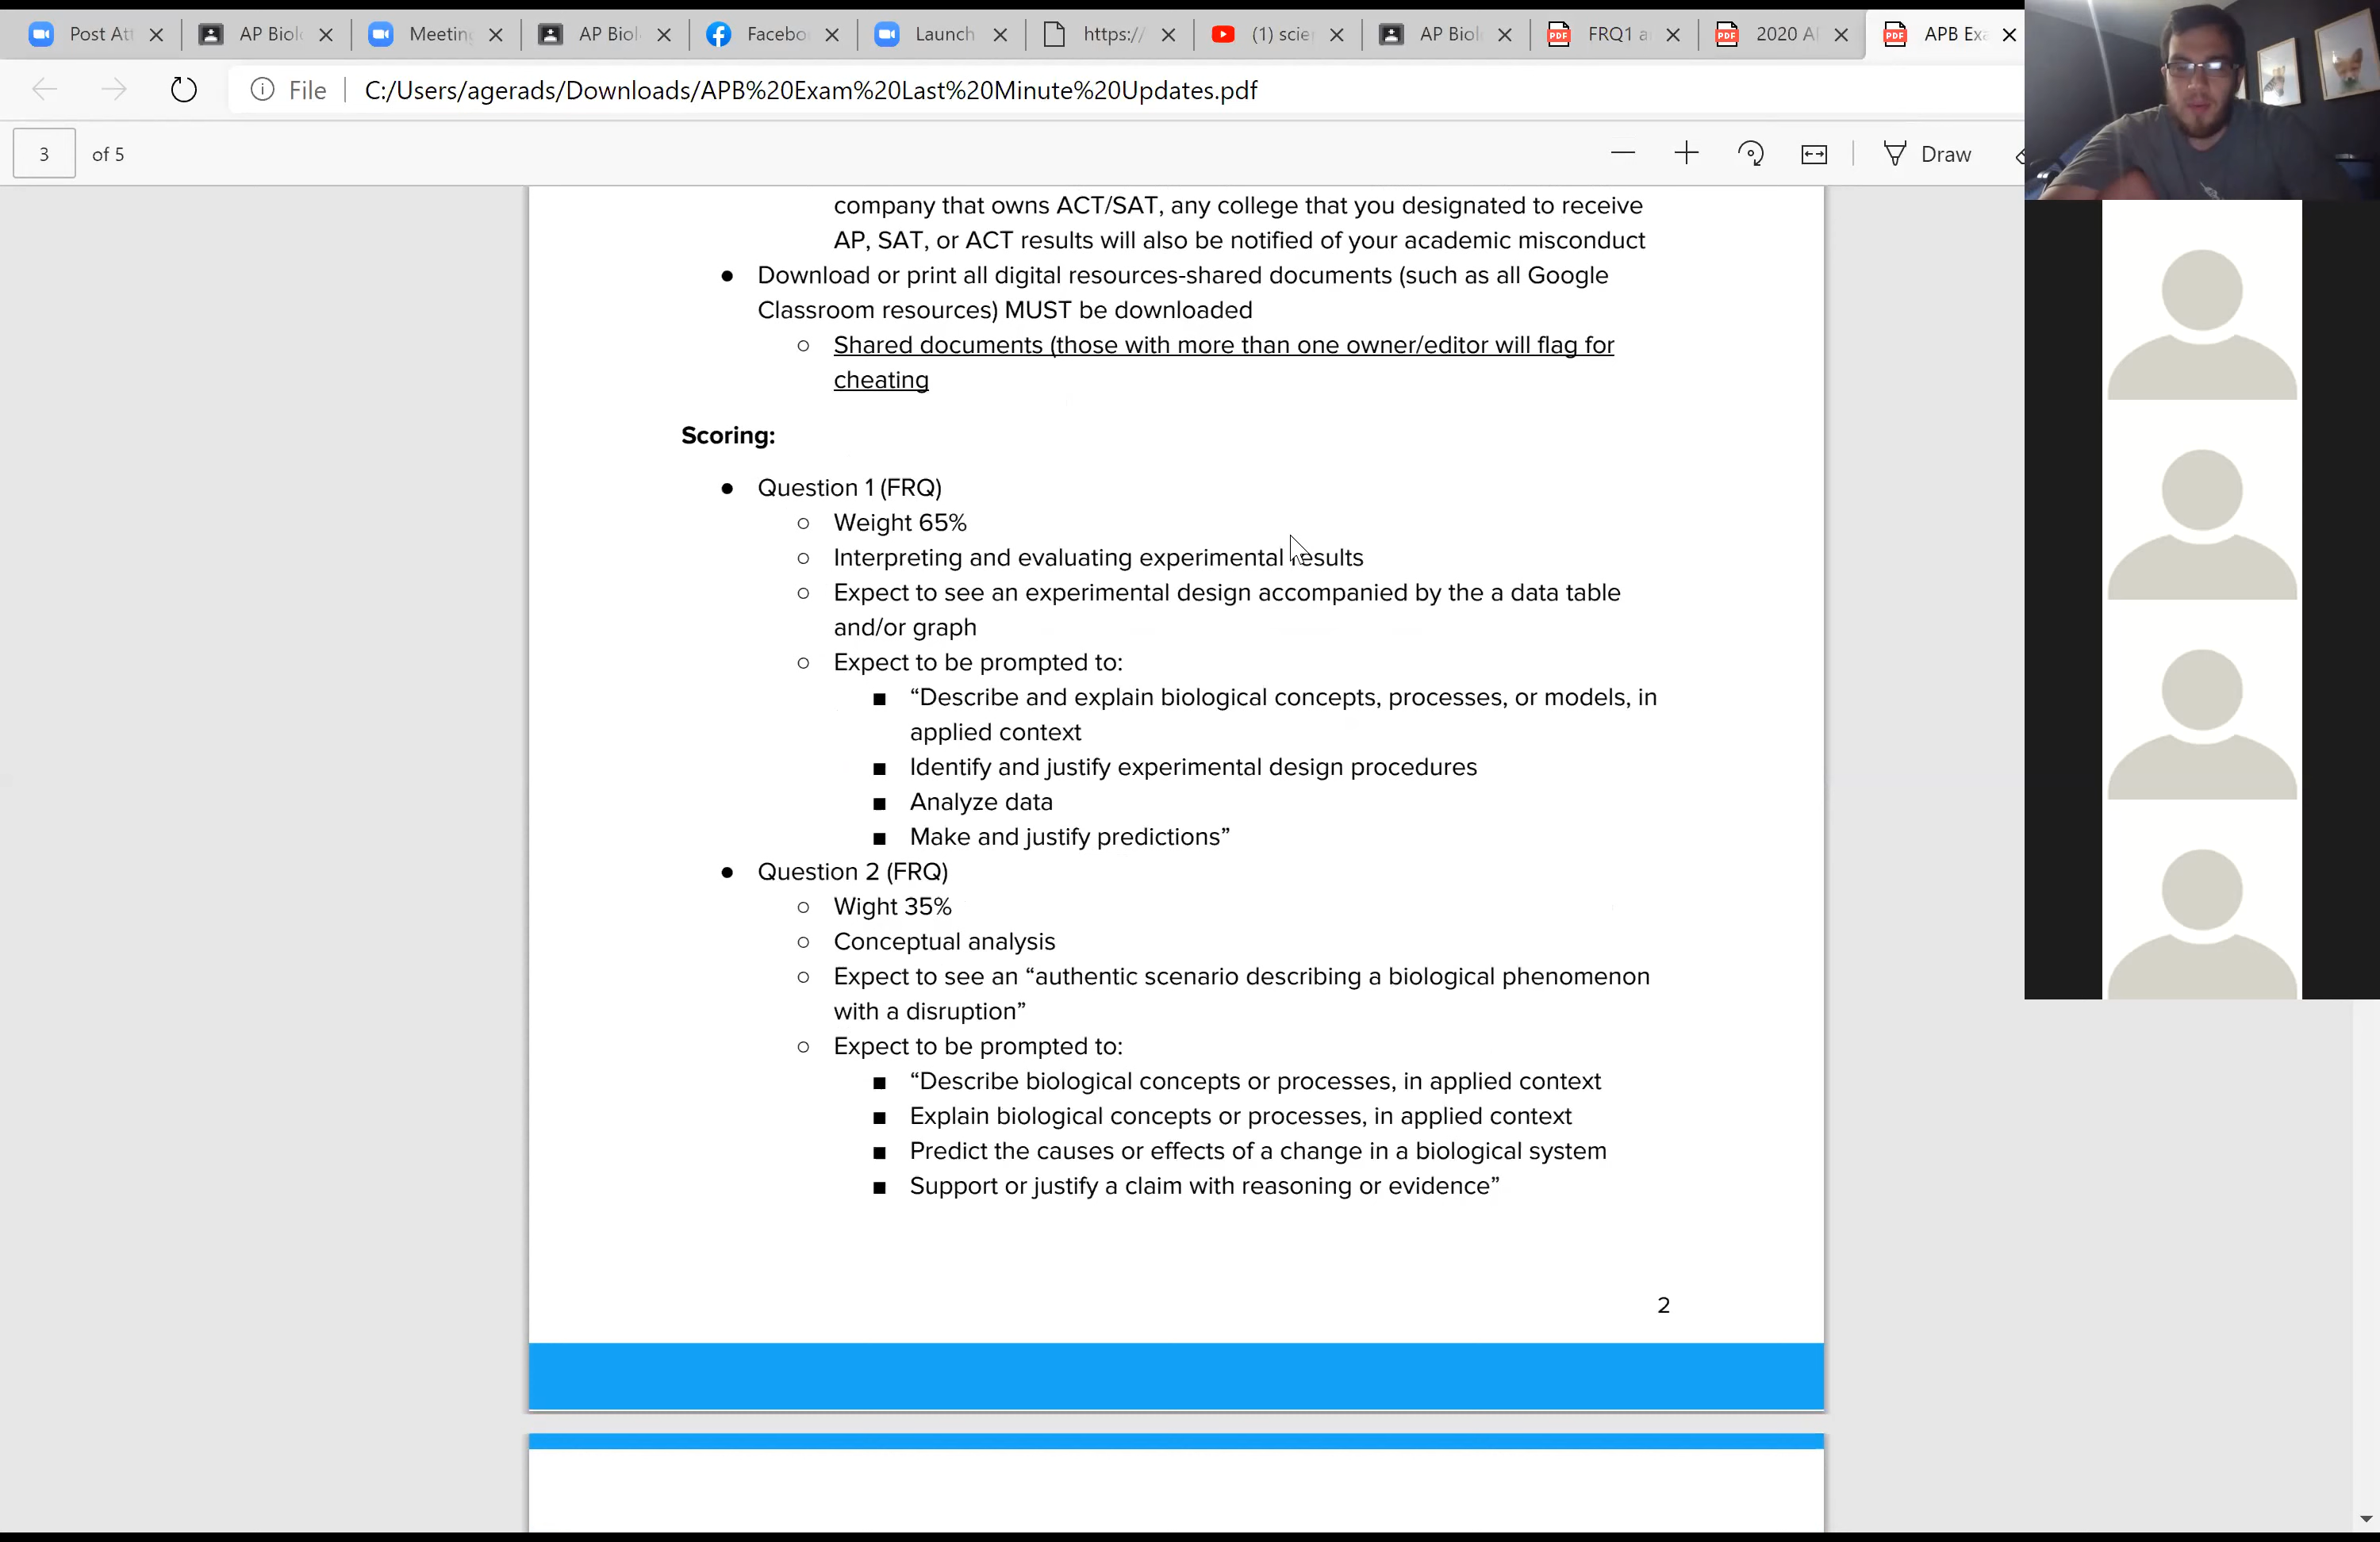 Post Att
AP Biol
Meeting
AP Biol
Facebo
Launch
https://
(1) scie
AP Biol
FRQ1 a
2020 A
APB Exa
File
C:/Users/agerads/Downloads/APB%20Exam%20Last%20Minute%20Updates.pdf
3 of 5
Draw
company that owns ACT/SAT, any college that you designated to receive
AP, SAT, or ACT results will also be notified of your academic misconduct
● Download or print all digital resources-shared documents (such as all Google
Classroom resources) MUST be downloaded
○ Shared documents (those with more than one owner/editor will flag for
cheating
Scoring:
● Question 1 (FRQ)
○ Weight 65%
○ Interpreting and evaluating experimental results
○ Expect to see an experimental design accompanied by the a data table
and/or graph
○ Expect to be prompted to:
■ “Describe and explain biological concepts, processes, or models, in
applied context
■ Identify and justify experimental design procedures
■ Analyze data
■ Make and justify predictions”
● Question 2 (FRQ)
○ Wight 35%
○ Conceptual analysis
○ Expect to see an “authentic scenario describing a biological phenomenon
with a disruption”
○ Expect to be prompted to:
■ “Describe biological concepts or processes, in applied context
■ Explain biological concepts or processes, in applied context
■ Predict the causes or effects of a change in a biological system
■ Support or justify a claim with reasoning or evidence”
2